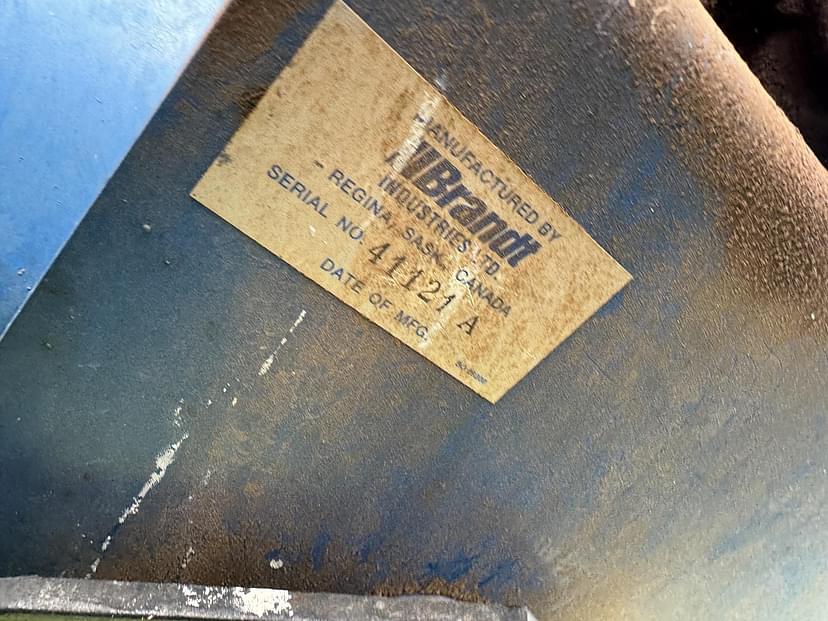 MANUFACTURED BY
Brandt
INDUSTRIES LTD.
- REGINA, SASK., CANADA
SERIAL NO. 41121 A
DATE OF MFG.